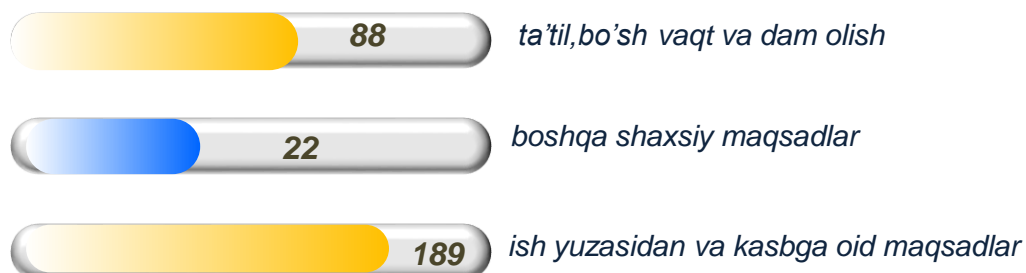 88 ta’til,bo’sh vaqt va dam olish
22 boshqa shaxsiy maqsadlar
189 ish yuzasidan va kasbga oid maqsadlar